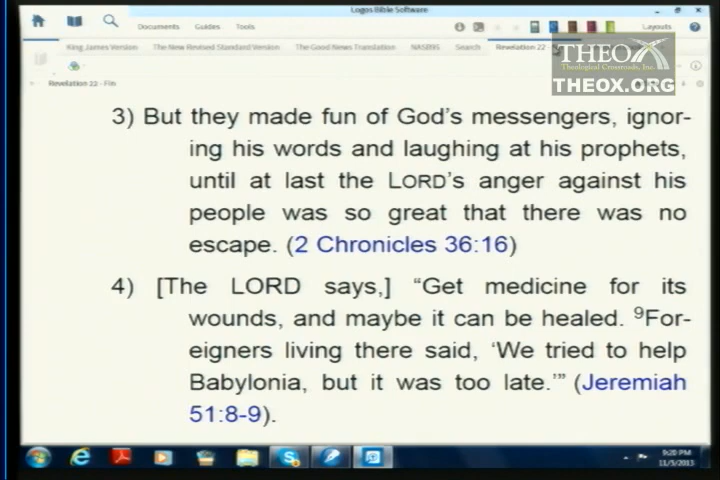 Logos Bible Software
Documents Guides Tools
Layouts
King James Version The New Revised Standard Version The Good News Translation NASB95 Search Revelation 22 -
THEOX
Theological Crossroads, Inc.
THEOX.ORG
Revelation 22 - Fin
3) But they made fun of God's messengers, ignor-
ing his words and laughing at his prophets,
until at last the LORD's anger against his
people was so great that there was no
escape. (2 Chronicles 36:16)
4) [The LORD says,] “Get medicine for its
wounds, and maybe it can be healed. 9For-
eigners living there said, ‘We tried to help
Babylonia, but it was too late.’” (Jeremiah
51:8-9).
9:20 PM
11/5/2013